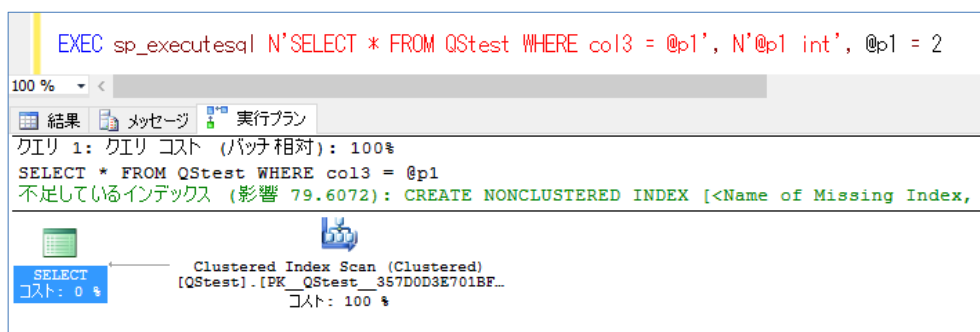 EXEC sp_executesql N'SELECT * FROM QStest WHERE col3 = @p1', N'@p1 int', @p1 = 2
100 %
結果 メッセージ 実行プラン
クエリ 1: クエリ コスト (バッチ相対): 100%
SELECT * FROM QStest WHERE col3 = @p1
不足しているインデックス (影響 79.6072): CREATE NONCLUSTERED INDEX [<Name of Missing Index,
SELECT
コスト: 0 %
Clustered Index Scan (Clustered)
[QStest].[PK__QStest__357D0D3E701BF…
コスト: 100 %